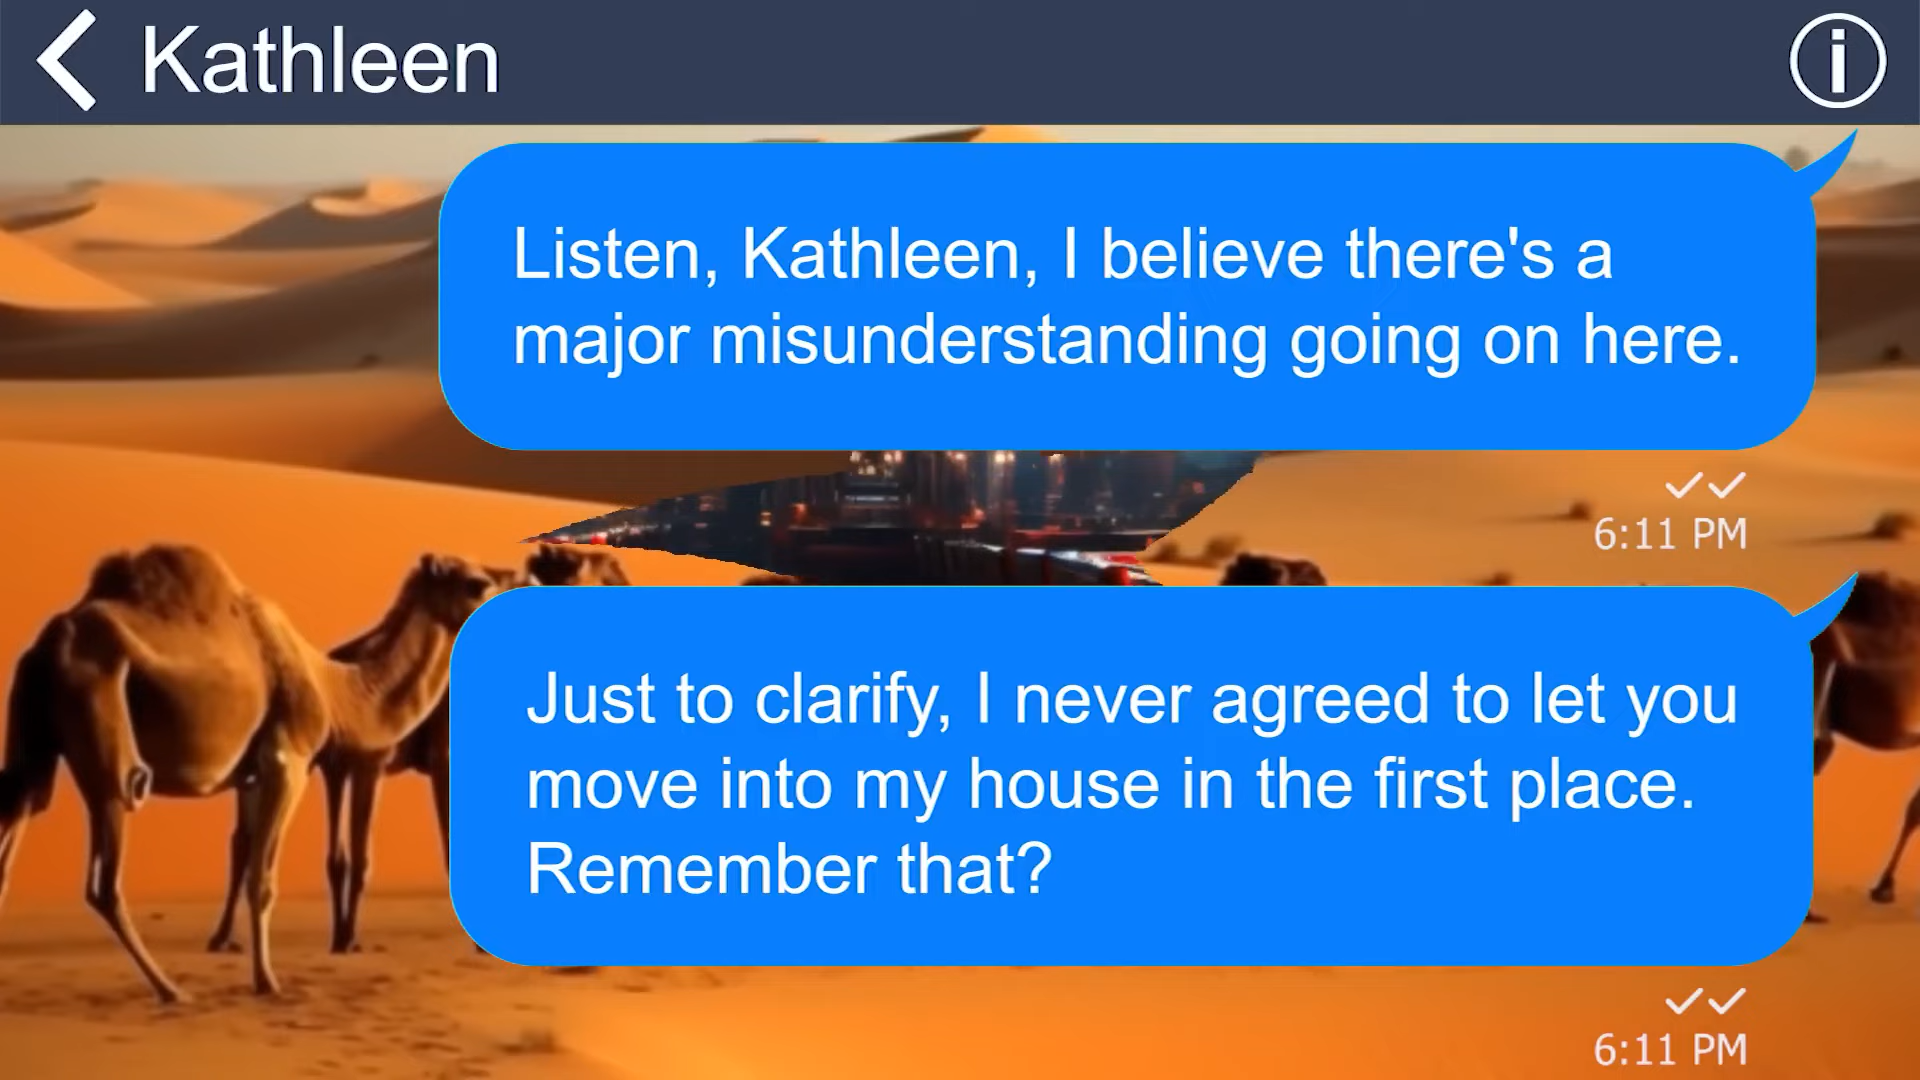 Kathleen
Listen, Kathleen, I believe there's a
major misunderstanding going on here.
6:11 PM
Just to clarify, I never agreed to let you
move into my house in the first place.
Remember that?
6:11 PM